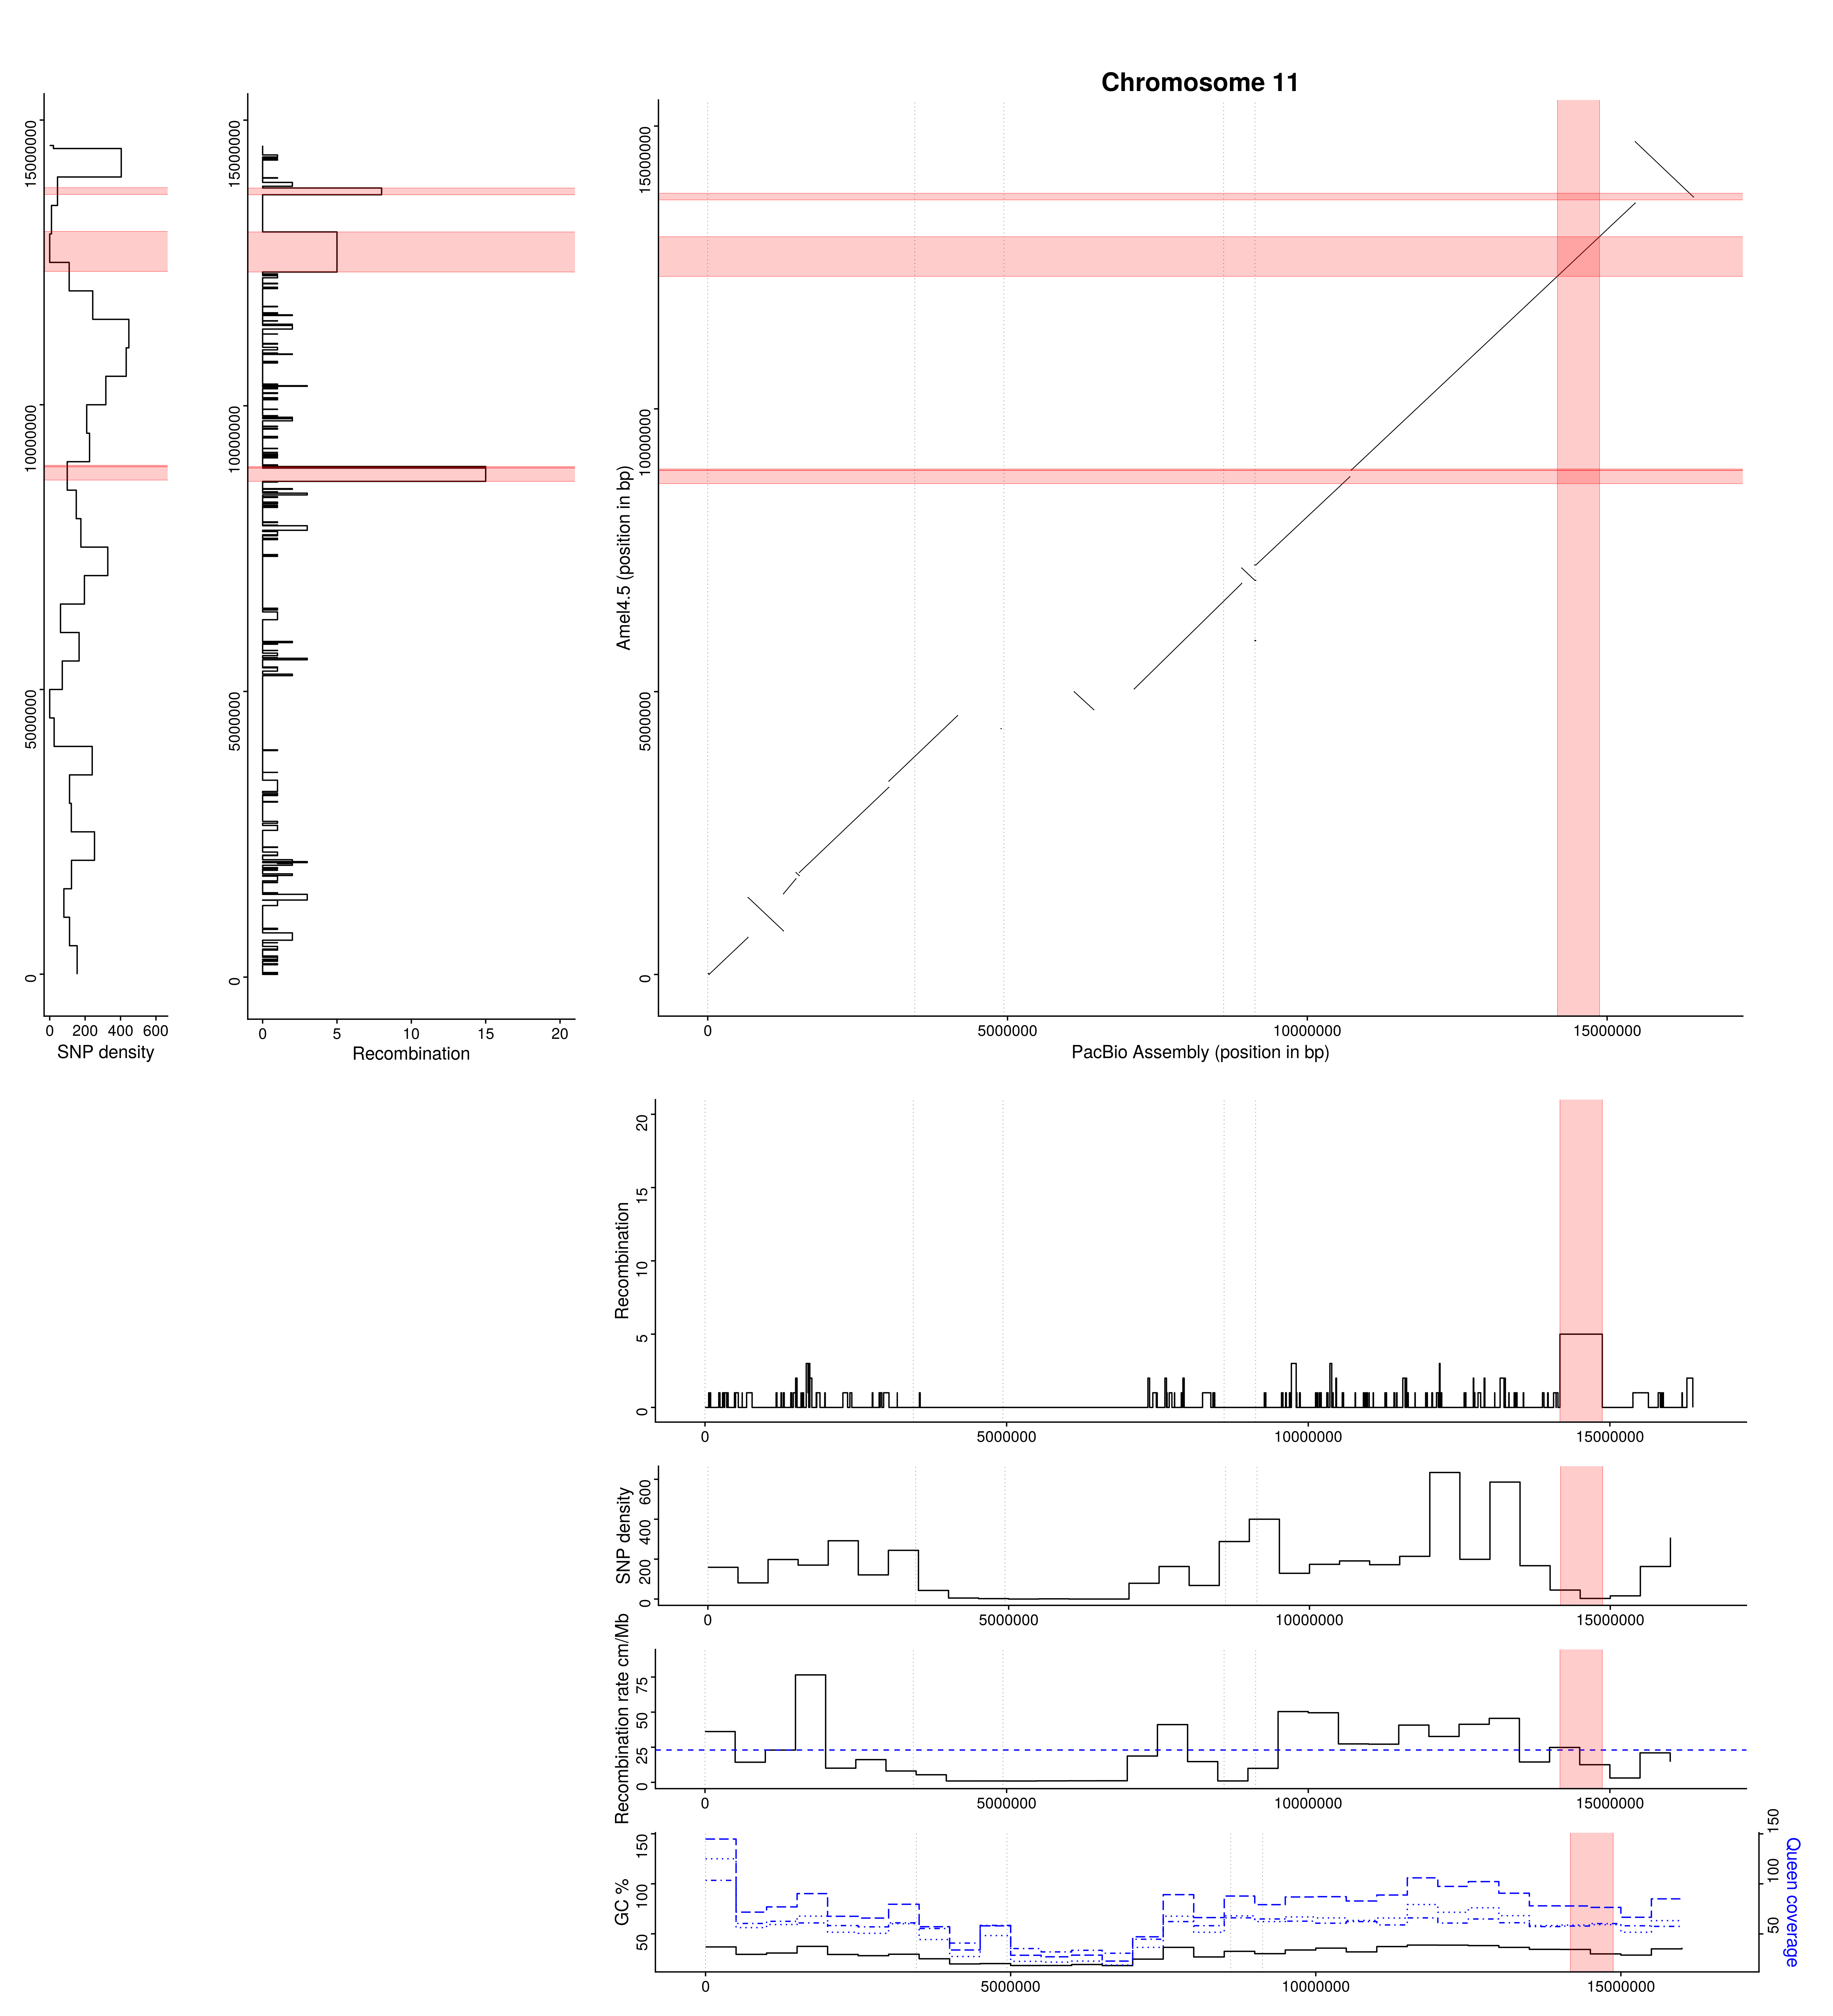 Chromosome 11
15000000
10000000
5000000
0
0 200 400 600
SNP density
15000000
10000000
5000000
0
0 5 10 15 20
Recombination
Amel4.5 (position in bp)
15000000
10000000
5000000
0
0 5000000 10000000 15000000
PacBio Assembly (position in bp)
Recombination
20
15
10
5
0
0 5000000 10000000 15000000
SNP density
600
400
200
0
0 5000000 10000000 15000000
Recombination rate cm/Mb
75
50
25
0
0 5000000 10000000 15000000
GC %
150
100
50
150
100
50
Queen coverage
0 5000000 10000000 15000000